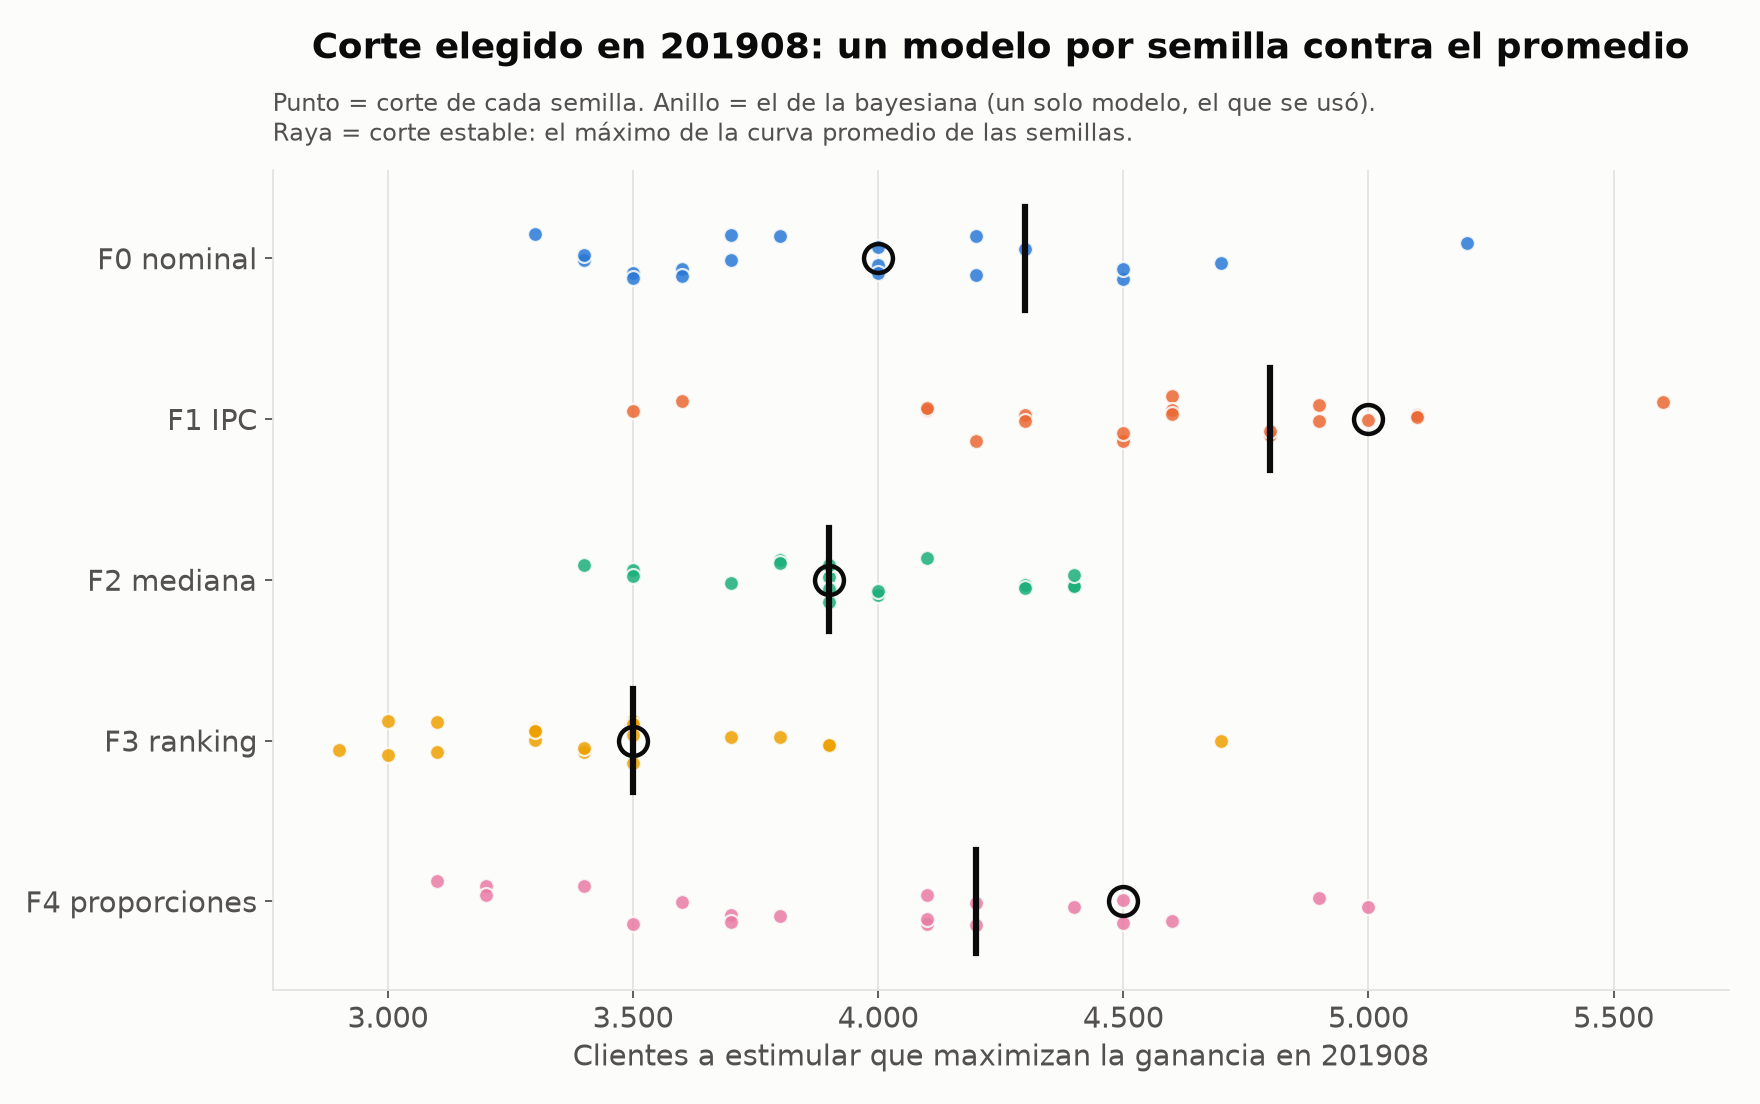 Corte elegido en 201908: un modelo por semilla contra el promedio
Punto = corte de cada semilla. Anillo = el de la bayesiana (un solo modelo, el que se usó).
Raya = corte estable: el máximo de la curva promedio de las semillas.
F0 nominal
F1 IPC
F2 mediana
F3 ranking
F4 proporciones
3.000 3.500 4.000 4.500 5.000 5.500
Clientes a estimular que maximizan la ganancia en 201908